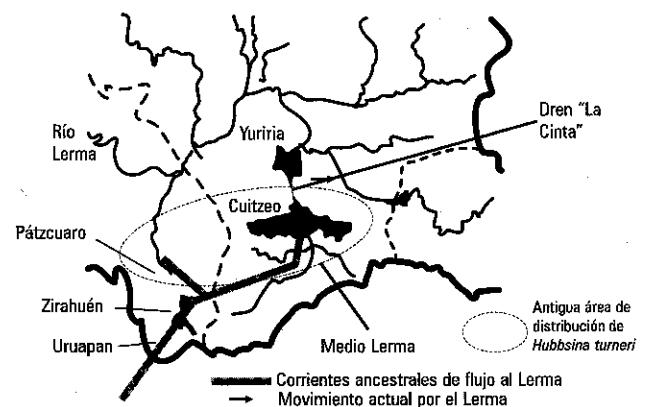 Dren "La
Cinta"
Río
Lerma
Yuriria
Cuitzeo
Pátzcuaro
Zirahuén
Uruapan
Medio Lerma
Antigua área de
distribución de
Hubbsina turneri
Corrientes ancestrales de flujo al Lerma
Movimiento actual por el Lerma